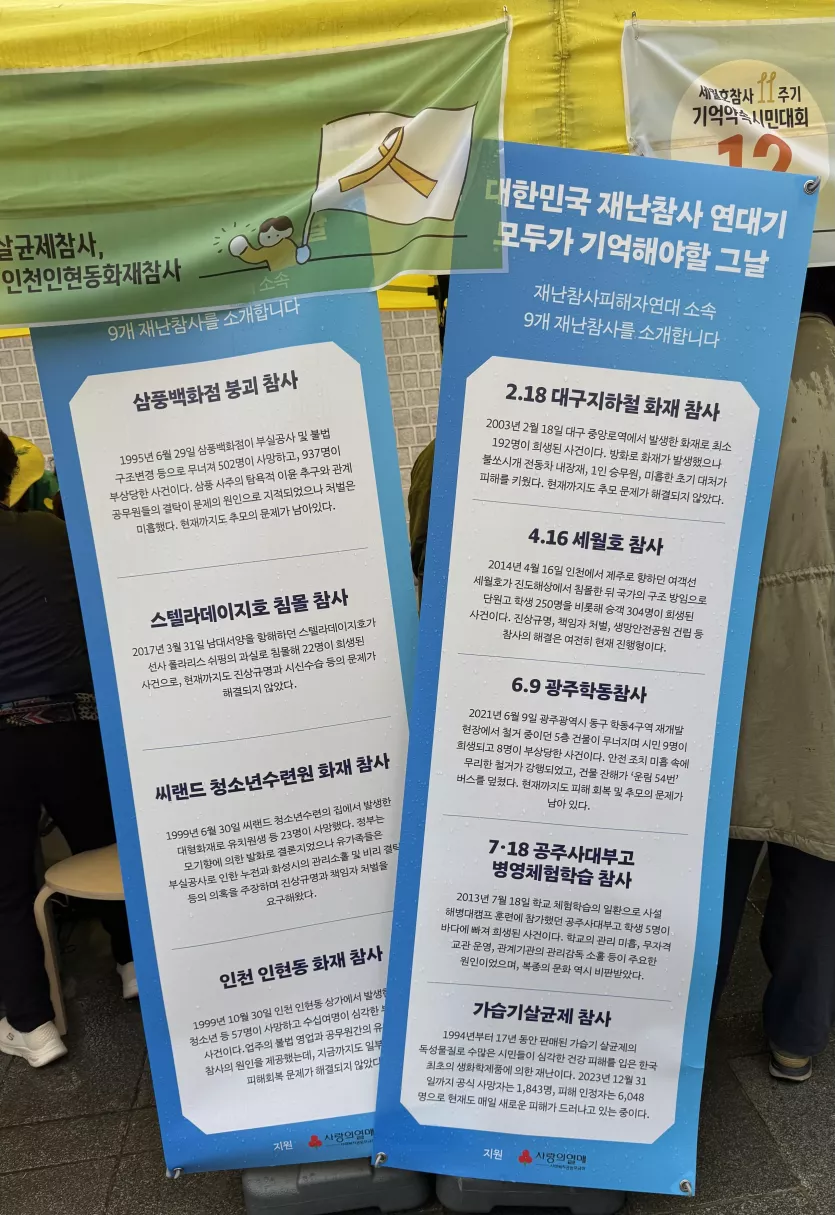 살균제참사,
인천인현동화재참사
세월호참사 11주기
기억약속시민대회
12
소속
9개 재난참사를 소개합니다
삼풍백화점 붕괴 참사
1995년 6월 29일 삼풍백화점이 부실공사 및 불법
구조변경 등으로 무너져 502명이 사망하고, 937명이
부상당한 사건이다. 삼풍 사주의 탐욕적 이윤 추구와 관계
공무원들의 결탁이 문제의 원인으로 지적되었으나 처벌은
미흡했다. 현재까지도 추모의 문제가 남아있다.
스텔라데이지호 침몰 참사
2017년 3월 31일 남대서양을 항해하던 스텔라데이지호가
선사 폴라리스 쉬핑의 과실로 침몰해 22명이 희생된
사건으로, 현재까지도 진상규명과 시신수습 등의 문제가
해결되지 않았다.
씨랜드 청소년수련원 화재 참사
1999년 6월 30일 씨랜드 청소년수련의 집에서 발생한
대형화재로 유치원생 등 23명이 사망했다. 정부는
모기향에 의한 발화로 결론지었으나 유가족들은
부실공사로 인한 누전과 화성시의 관리소홀 및 비리 결탁
등의 의혹을 주장하며 진상규명과 책임자 처벌을
요구해왔다.
인천 인현동 화재 참사
1999년 10월 30일 인천 인현동 상가에서 발생한
청소년 등 57명이 사망하고 수십여명이 심각한
사건이다. 업주의 불법 영업과 공무원간의 유
참사의 원인을 제공했는데, 지금까지도 일부
피해회복 문제가 해결되지 않았다
지원 사랑의열매
대한민국 재난참사 연대기
모두가 기억해야할 그날
재난참사피해자연대 소속
9개 재난참사를 소개합니다
2.18 대구지하철 화재 참사
2003년 2월 18일 대구 중앙로역에서 발생한 화재로 최소
192명이 희생된 사건이다. 방화로 화재가 발생했으나
불쏘시개 전동차 내장재, 1인 승무원, 미흡한 초기 대처가
피해를 키웠다. 현재까지도 추모 문제가 해결되지 않았다.
4.16 세월호 참사
2014년 4월 16일 인천에서 제주로 향하던 여객선
세월호가 진도해상에서 침몰한 뒤 국가의 구조 방임으로
단원고 학생 250명을 비롯해 승객 304명이 희생된
사건이다. 진상규명, 책임자 처벌, 생명안전공원 건립 등
참사의 해결은 여전히 현재 진행형이다.
6.9 광주학동참사
2021년 6월 9일 광주광역시 동구 학동4구역 재개발
현장에서 철거 중이던 5층 건물이 무너지며 시민 9명이
희생되고 8명이 부상당한 사건이다. 안전 조치 미흡 속에
무리한 철거가 강행되었고, 건물 잔해가 '운림 54번'
버스를 덮쳤다. 현재까지도 피해 회복 및 추모의 문제가
남아 있다.
7·18 공주사대부고
병영체험학습 참사
2013년 7월 18일 학교 체험학습의 일환으로 사설
해병대캠프 훈련에 참가했던 공주사대부고 학생 5명이
바다에 빠져 희생된 사건이다. 학교의 관리 미흡, 무자격
교관 운영, 관계기관의 관리감독 소홀 등이 주요한
원인이었으며, 복종의 문화 역시 비판받았다.
가습기살균제 참사
1994년부터 17년 동안 판매된 가습기 살균제의
독성물질로 수많은 시민들이 심각한 건강 피해를 입은 한국
최초의 생화학제품에 의한 재난이다. 2023년 12월 31
일까지 공식 사망자는 1,843명, 피해 인정자는 6,048
명으로 현재도 매일 새로운 피해가 드러나고 있는 중이다.
지원 사랑의열매